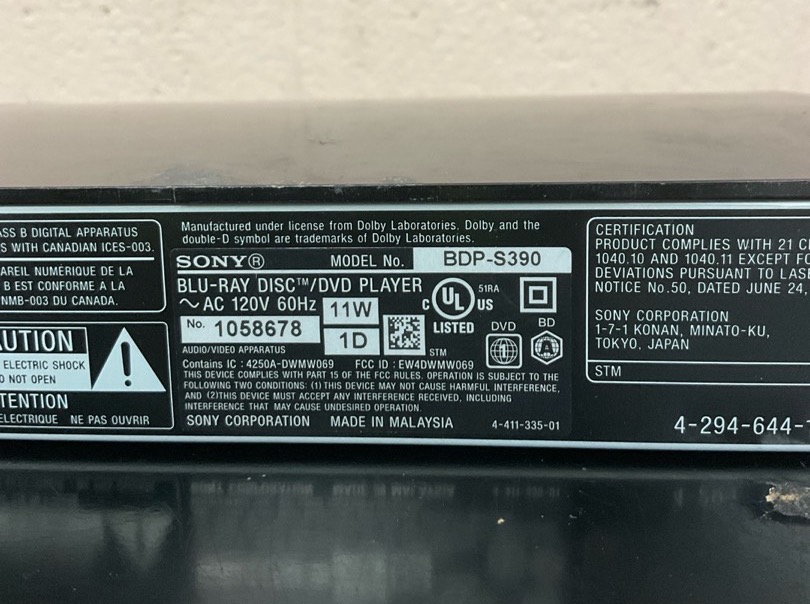 ASS B DIGITAL APPARATUS
S WITH CANADIAN ICES-003.
AREIL NUMÉRIQUE DE LA
B EST CONFORME A LA
NMB-003 DU CANADA.
AUTION
ELECTRIC SHOCK
O NOT OPEN
TENTION
ELECTRIQUE NE PAS OUVRIR
Manufactured under license from Dolby Laboratories. Dolby and the
double-D symbol are trademarks of Dolby Laboratories.
SONY® MODEL No. BDP-S390
BLU-RAY DISC™/DVD PLAYER
~ AC 120V 60Hz 11W
No. 1058678 1D
AUDIO/VIDEO APPARATUS
C UL US 51RA
LISTED
DVD BD
STM
Contains IC : 4250A-DWMW069 FCC ID : EW4DWMW069
THIS DEVICE COMPLIES WITH PART 15 OF THE FCC RULES. OPERATION IS SUBJECT TO THE
FOLLOWING TWO CONDITIONS: (1) THIS DEVICE MAY NOT CAUSE HARMFUL INTERFERENCE,
AND (2)THIS DEVICE MUST ACCEPT ANY INTERFERENCE RECEIVED, INCLUDING
INTERFERENCE THAT MAY CAUSE UNDESIRED OPERATION.
SONY CORPORATION MADE IN MALAYSIA 4-411-335-01
CERTIFICATION
PRODUCT COMPLIES WITH 21 C
1040.10 AND 1040.11 EXCEPT FO
DEVIATIONS PURSUANT TO LAS
NOTICE No.50, DATED JUNE 24,
SONY CORPORATION
1-7-1 KONAN, MINATO-KU,
TOKYO, JAPAN
STM
4-294-644-